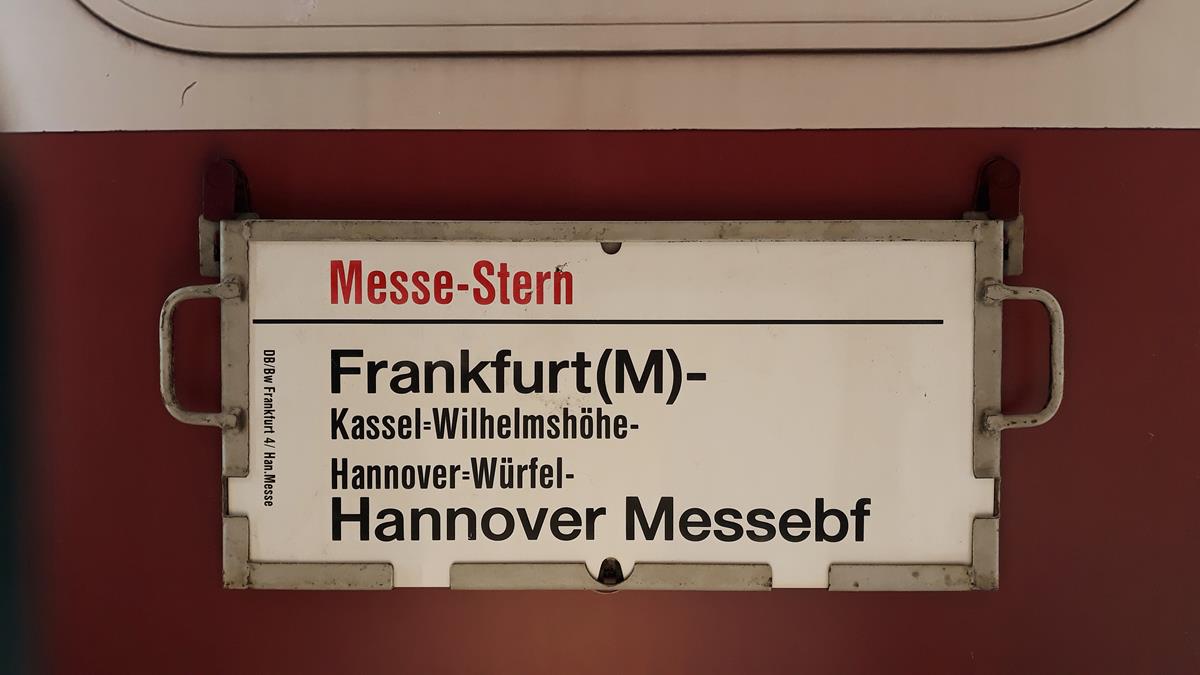 Messe-Stern
Frankfurt(M)-
Kassel=Wilhelmshöhe-
Hannover=Würfel-
Hannover Messebf
DB/Bw Frankfurt 4/ Han.Messe